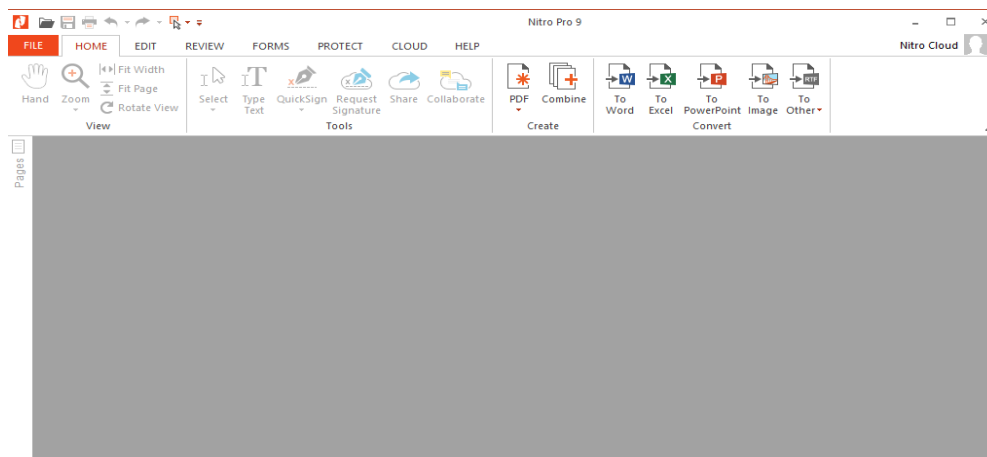 Nitro Pro 9
FILE HOME EDIT REVIEW FORMS PROTECT CLOUD HELP Nitro Cloud
Hand
Zoom
Fit Width
Fit Page
Rotate View
View
Select
Type
Text
QuickSign
Request
Signature
Share
Collaborate
Tools
PDF
Combine
Create
W
To
Word
X
To
Excel
P
To
PowerPoint
To
Image
RTF
To
Other
Convert
Pages